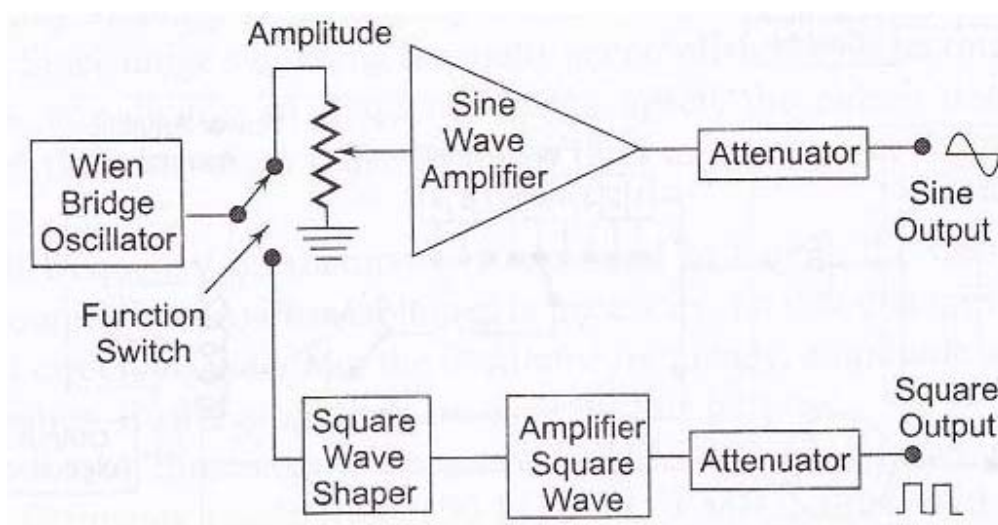 Amplitude
Wien
Bridge
Oscillator
Function
Switch
Sine
Wave
Amplifier
Attenuator
Sine
Output
Square
Wave
Shaper
Amplifier
Square
Wave
Attenuator
Square
Output